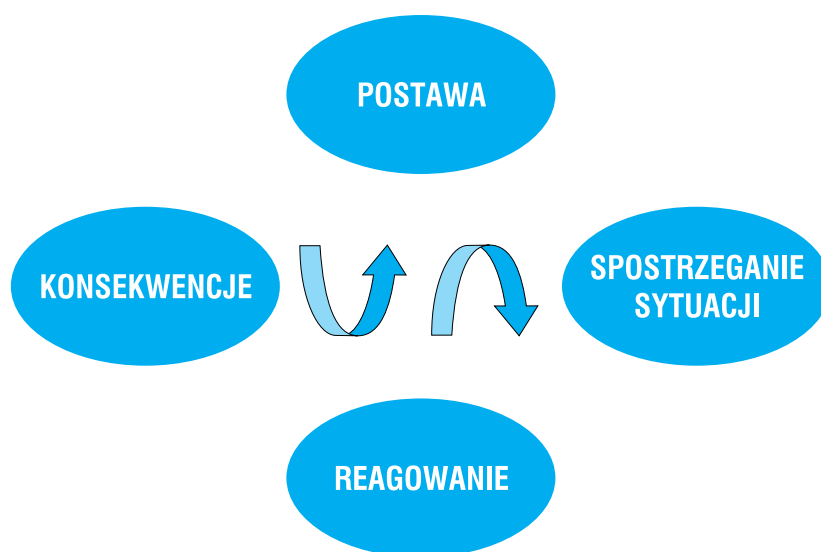 POSTAWA
KONSEKWENCJE
SPOSTRZEGANIE
SYTUACJI
REAGOWANIE